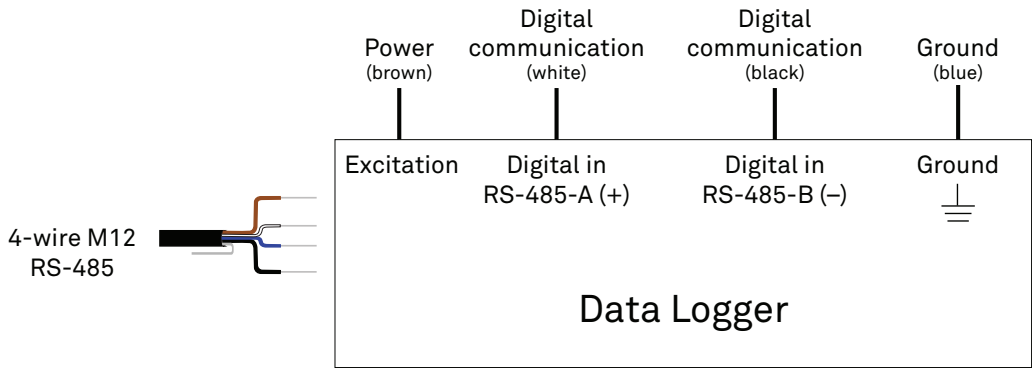 Power
(brown)
Digital
communication
(white)
Digital
communication
(black)
Ground
(blue)
Excitation
Digital in
RS-485-A (+)
Digital in
RS-485-B (–)
Ground
4-wire M12
RS-485
Data Logger